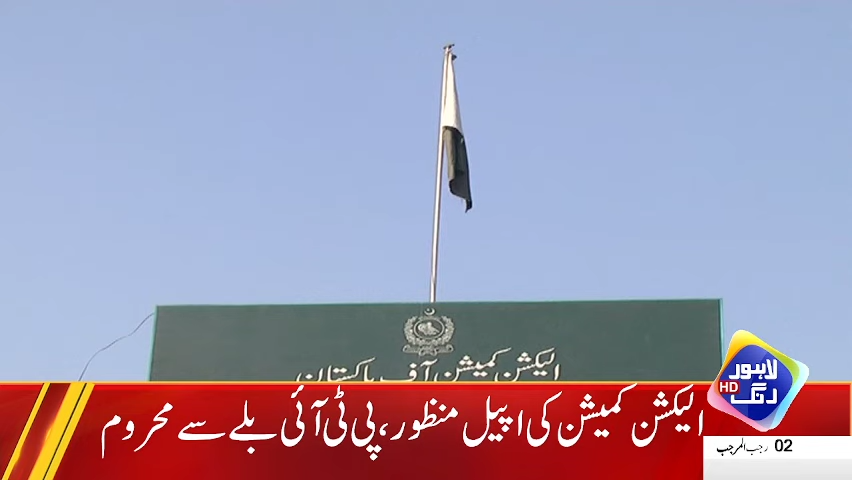 الیکشن کمیشن آف پاکستان
لاہور
رنگ
HD
الیکشن کمیشن کی اپیل منظور، پی ٹی آئی بلے سے محروم
02 رجب المرجب